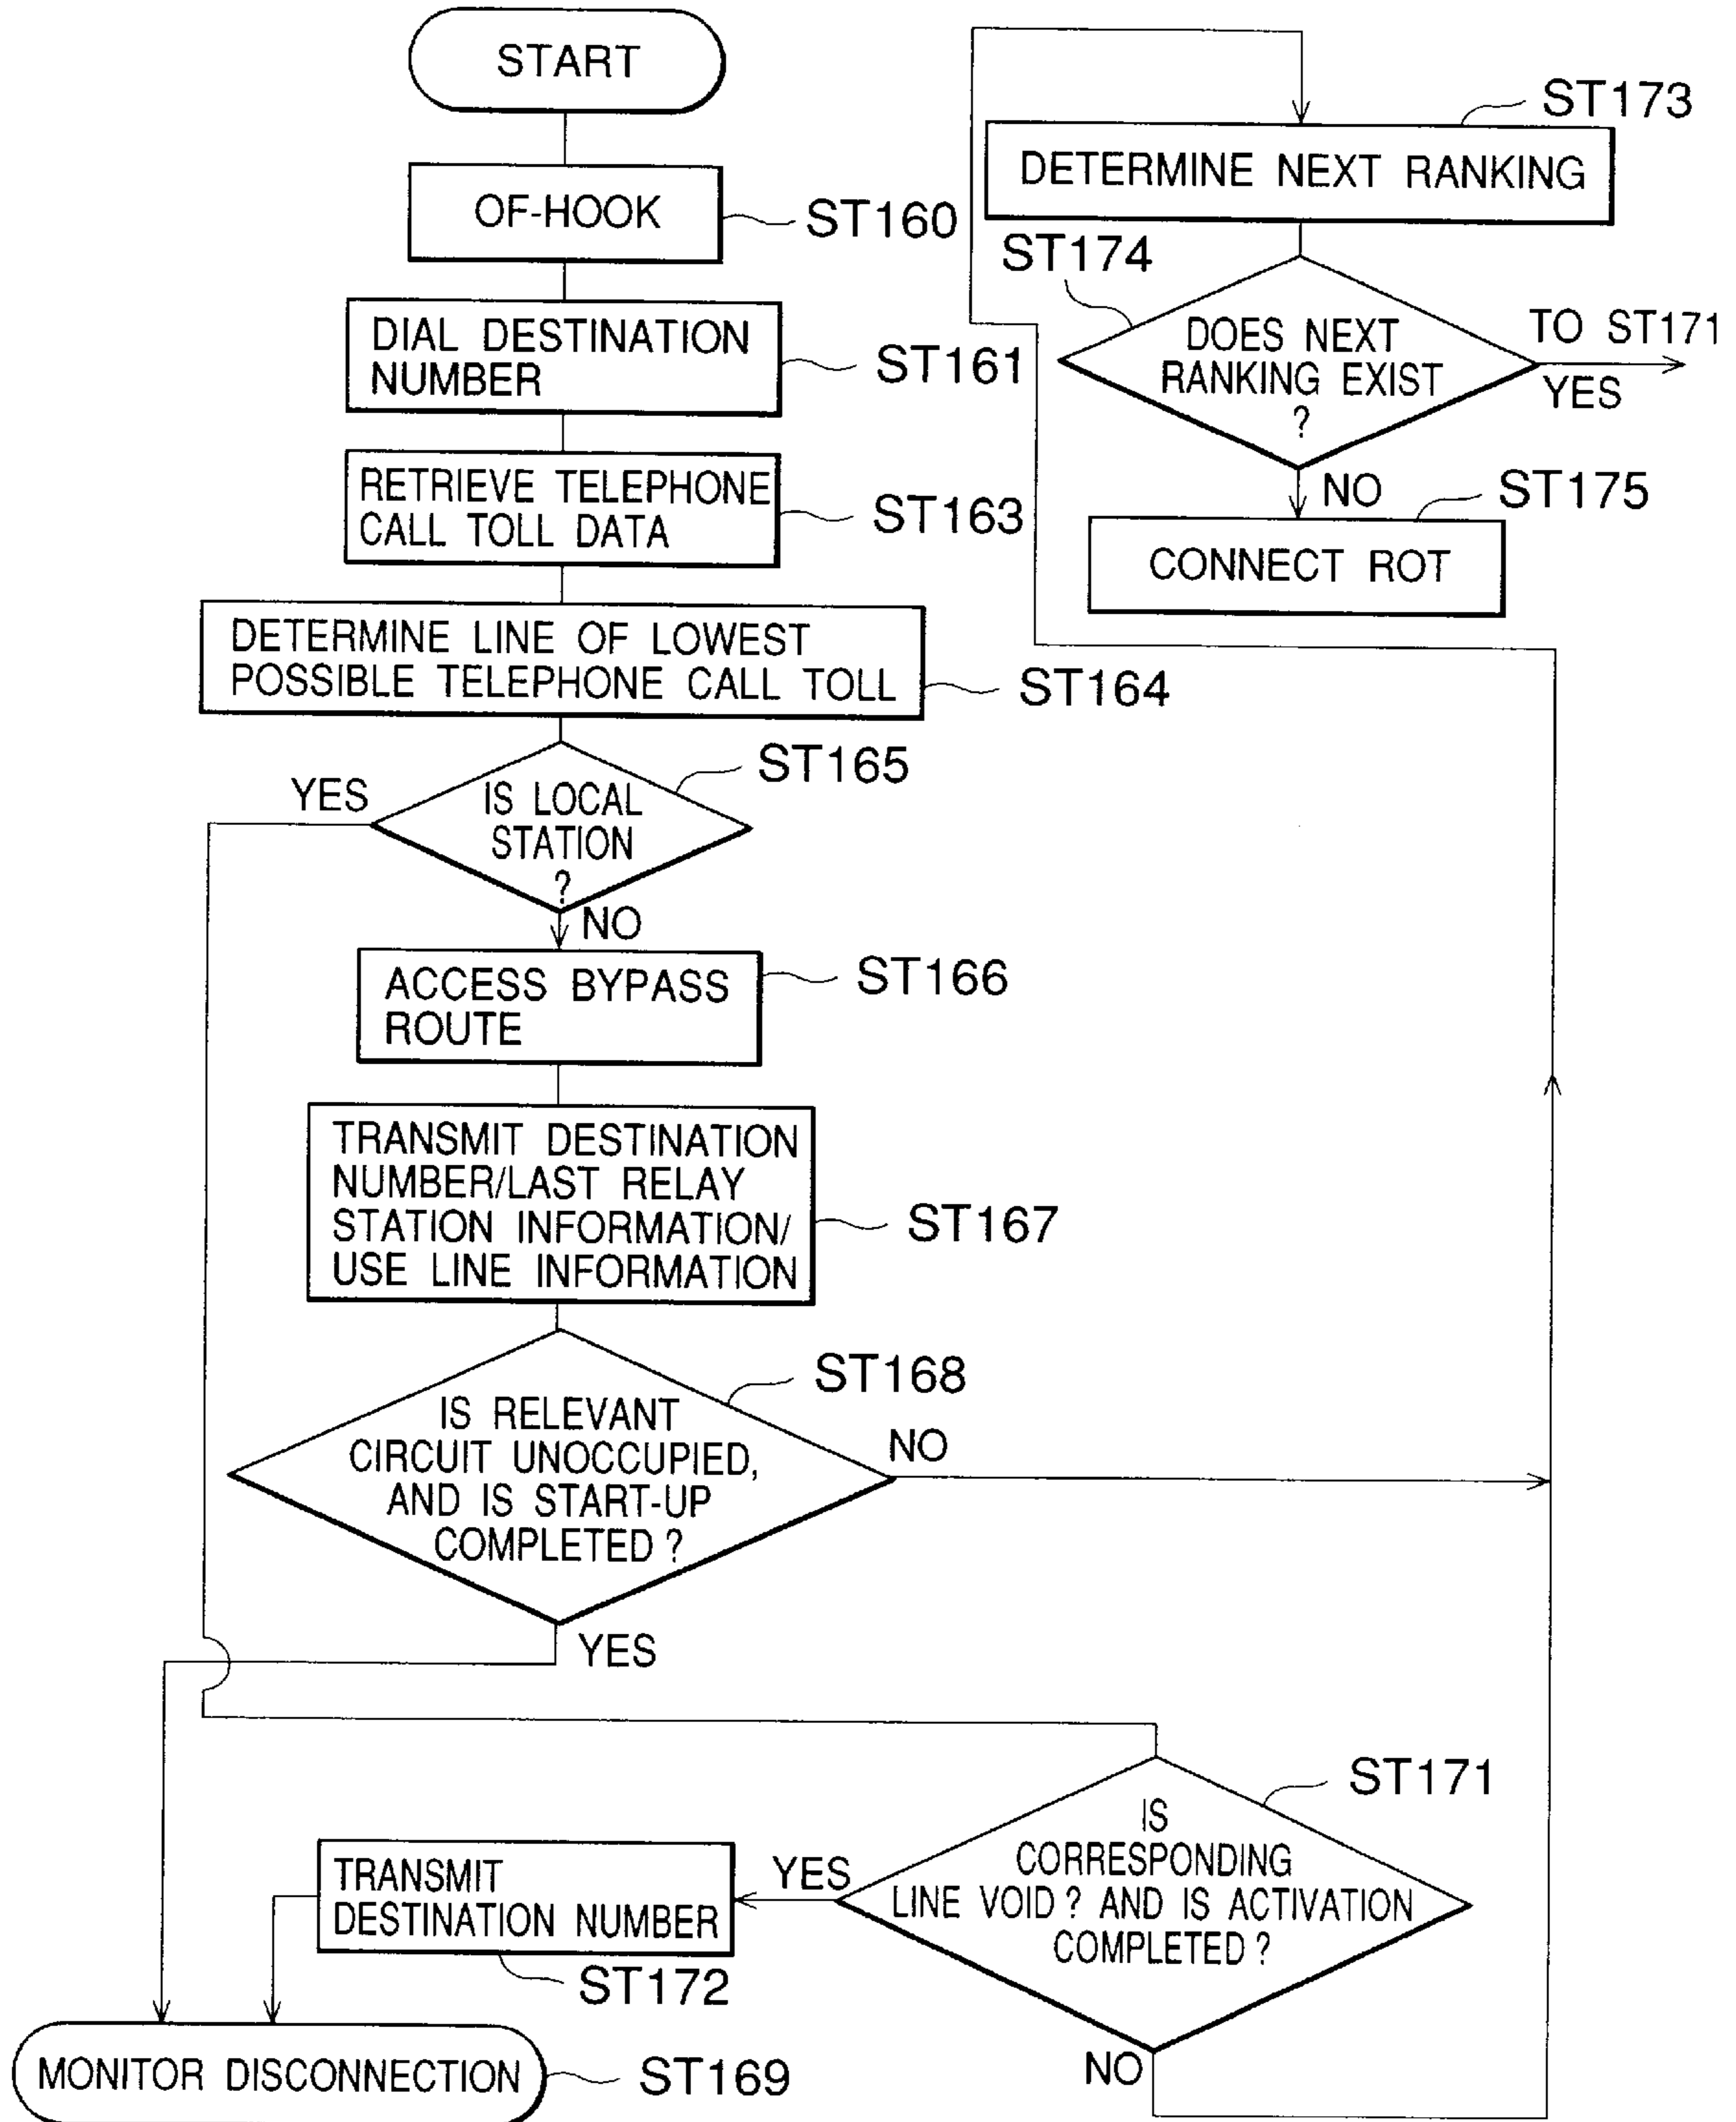 START
OF-HOOK
ST160
DIAL DESTINATION
NUMBER
ST161
RETRIEVE TELEPHONE
CALL TOLL DATA
ST163
DETERMINE LINE OF LOWEST
POSSIBLE TELEPHONE CALL TOLL
ST164
ST165
YES
IS LOCAL
STATION
?
NO
ACCESS BYPASS
ROUTE
ST166
TRANSMIT DESTINATION
NUMBER/LAST RELAY
STATION INFORMATION/
USE LINE INFORMATION
ST167
ST168
IS RELEVANT
CIRCUIT UNOCCUPIED,
AND IS START-UP
COMPLETED ?
NO
YES
ST171
IS
CORRESPONDING
LINE VOID ? AND IS ACTIVATION
COMPLETED ?
YES
NO
TRANSMIT
DESTINATION NUMBER
ST172
MONITOR DISCONNECTION
ST169
ST173
DETERMINE NEXT RANKING
ST174
DOES NEXT
RANKING EXIST
?
TO ST171
YES
NO
ST175
CONNECT ROT